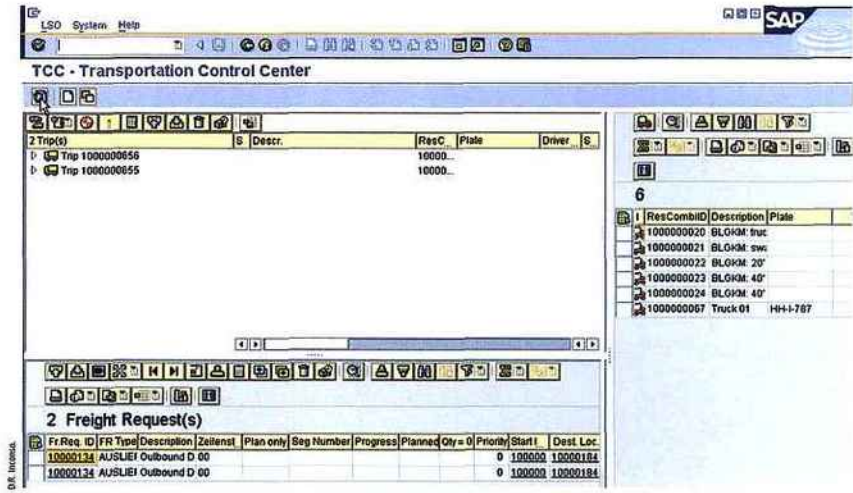 LSO System Help
SAP
TCC - Transportation Control Center
2 Trip(s) S Descr. ResC... Plate Driver... S...
Trip 1000000656 10000...
Trip 1000000655 10000...
6
I ResCombiID Description Plate
1000000020 BLGKM: truc
1000000021 BLGKM: swa
1000000022 BLGKM: 20'
1000000023 BLGKM: 40'
1000000024 BLGKM: 40'
1000000067 Truck 01 HH-I-787
2 Freight Request(s)
Fr.Req. ID FR Type Description Zeilenst Plan only Seg Number Progress Planned Qty = 0 Priority Start l Dest. Loc.
10000134 AUSLIEI Outbound D 00 0 100000 10000184
10000134 AUSLIEI Outbound D 00 0 100000 10000184
D.R. Inconso.